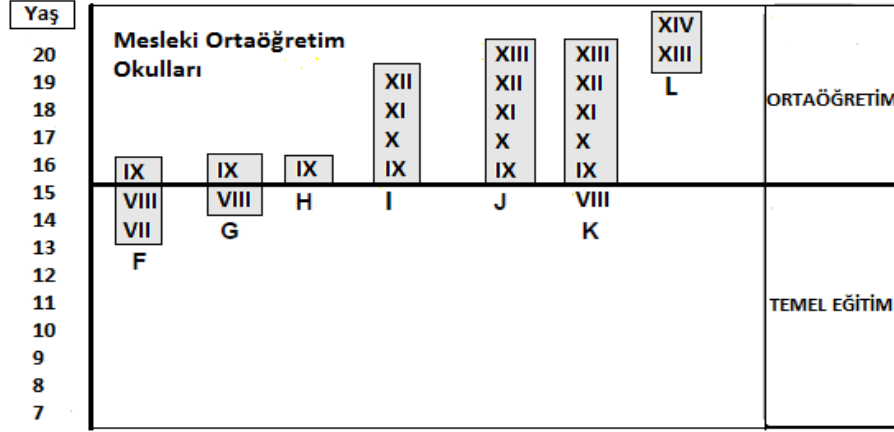 Yaş
20
19
18
17
16
15
14
13
12
11
10
9
8
7
Mesleki Ortaöğretim
Okulları
IX
VIII
VII
F
IX
VIII
G
IX
H
XII
XI
X
IX
I
XIII
XII
XI
X
IX
J
XIII
XII
XI
X
IX
VIII
K
XIV
XIII
L
ORTAÖĞRETİM
TEMEL EĞİTİM